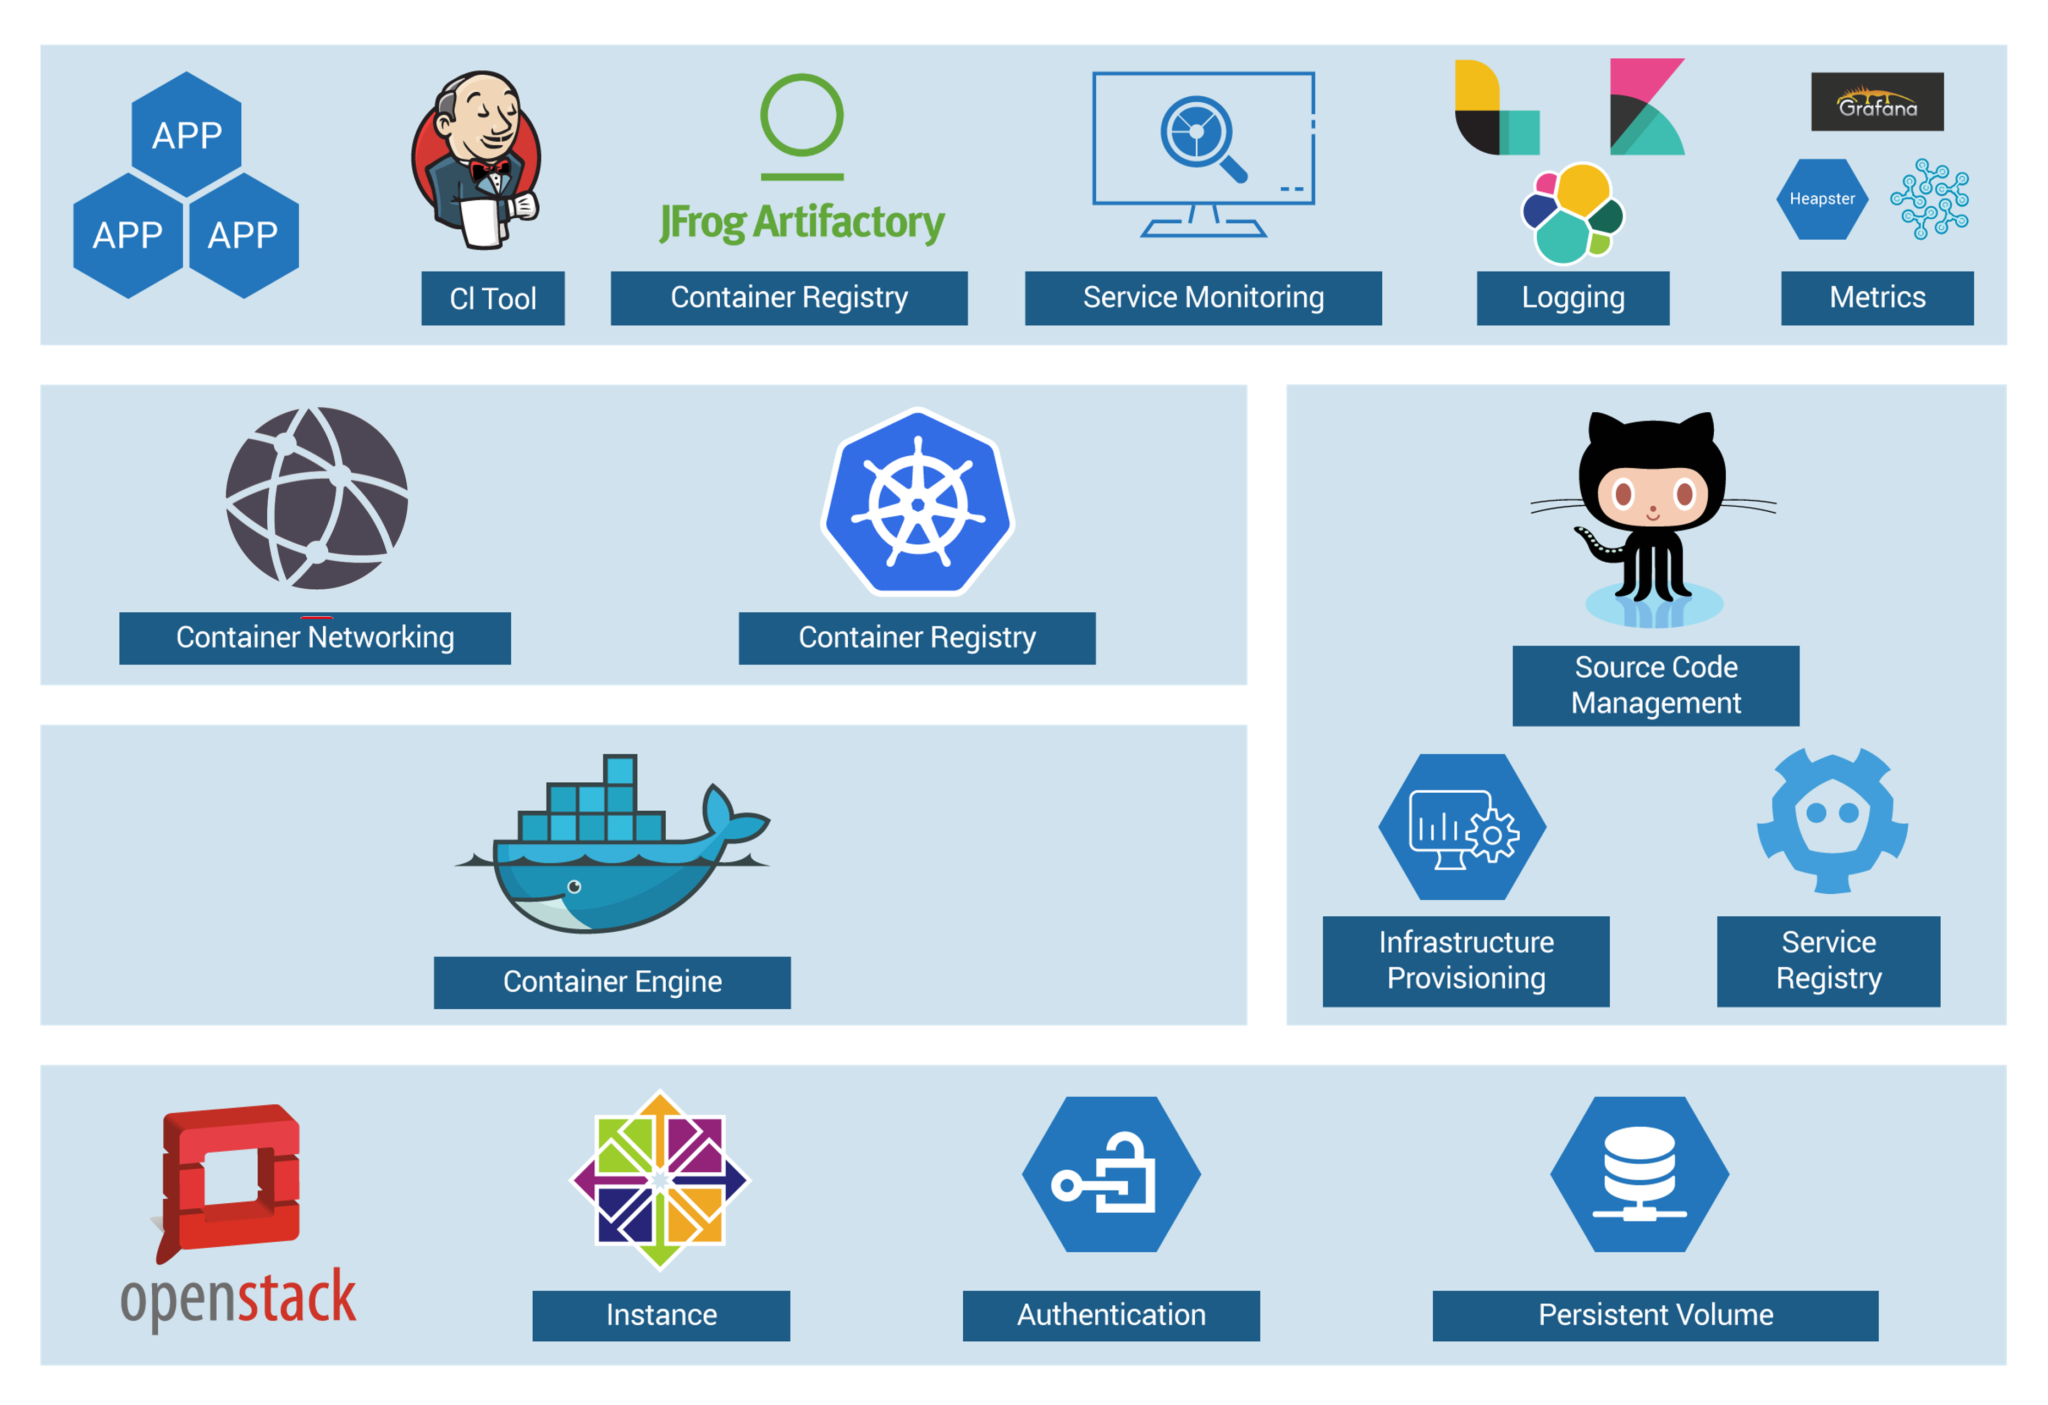 APP
APP
APP
CI Tool
JFrog Artifactory
Container Registry
Service Monitoring
Logging
Grafana
Heapster
Metrics
Container Networking
Container Registry
Source Code
Management
Container Engine
Infrastructure
Provisioning
Service
Registry
openstack
Instance
Authentication
Persistent Volume